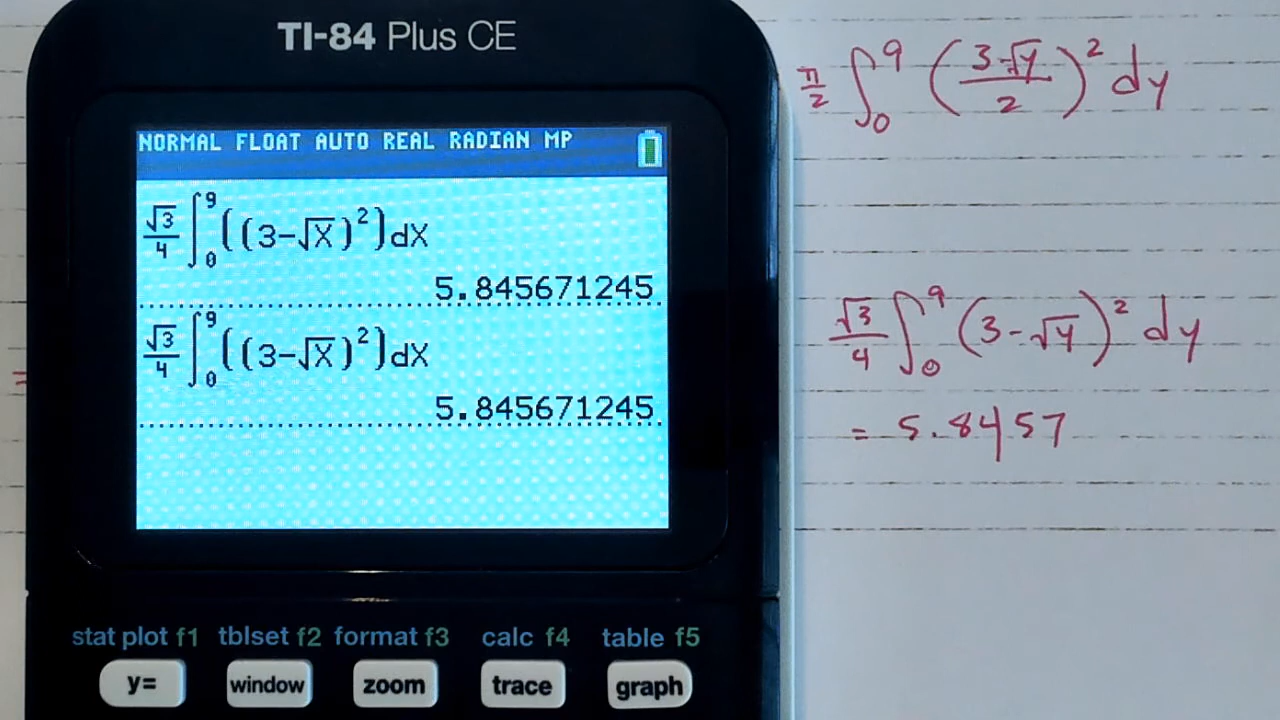 TI-84 Plus CE
NORMAL FLOAT AUTO REAL RADIAN MP
√3/4 ∫₀⁹ ((3-√X)²)dX
5.845671245
√3/4 ∫₀⁹ ((3-√X)²)dX
5.845671245
stat plot f1 tblset f2 format f3 calc f4 table f5
y= window zoom trace graph
π/2 ∫₀⁹ ((3-√y)/2)² dy
√3/4 ∫₀⁹ (3-√y)² dy
= 5.8457
=